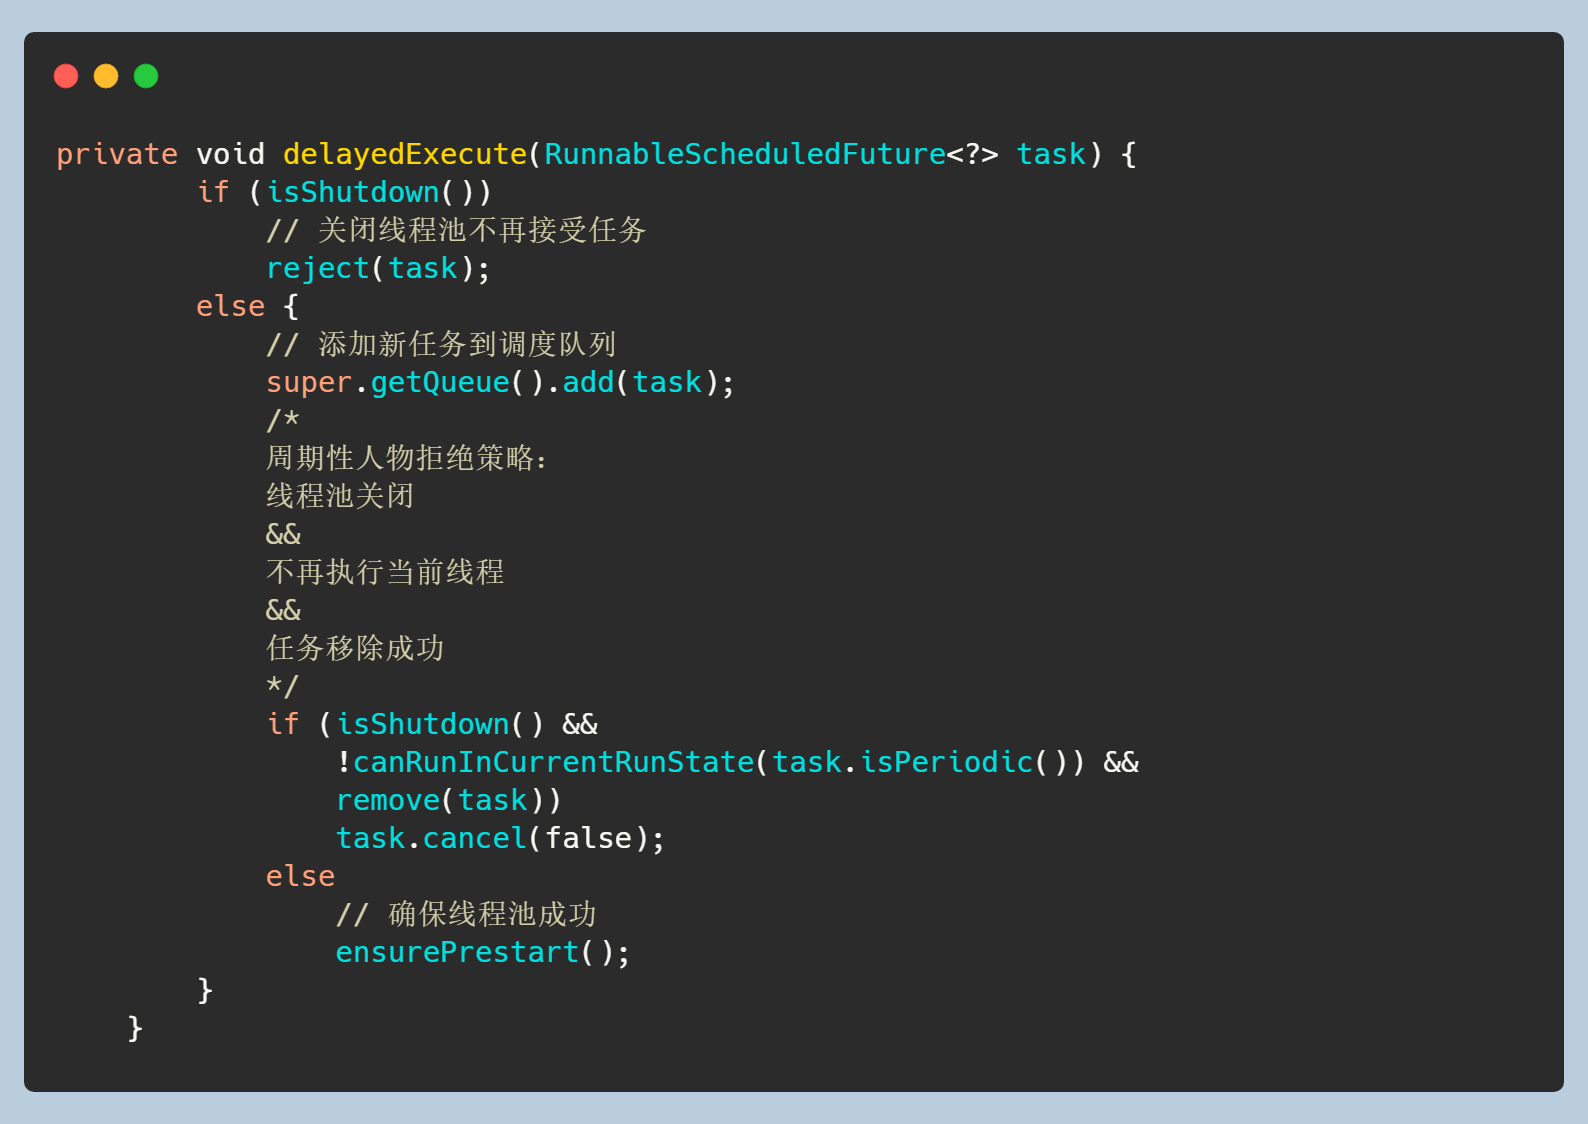 private void delayedExecute(RunnableScheduledFuture<?> task) {
        if (isShutdown())
            // 关闭线程池不再接受任务
            reject(task);
        else {
            // 添加新任务到调度队列
            super.getQueue().add(task);
            /*
            周期性人物拒绝策略：
            线程池关闭
            &&
            不再执行当前线程
            &&
            任务移除成功
            */
            if (isShutdown() &&
                !canRunInCurrentRunState(task.isPeriodic()) &&
                remove(task))
                task.cancel(false);
            else
                // 确保线程池成功
                ensurePrestart();
        }
    }